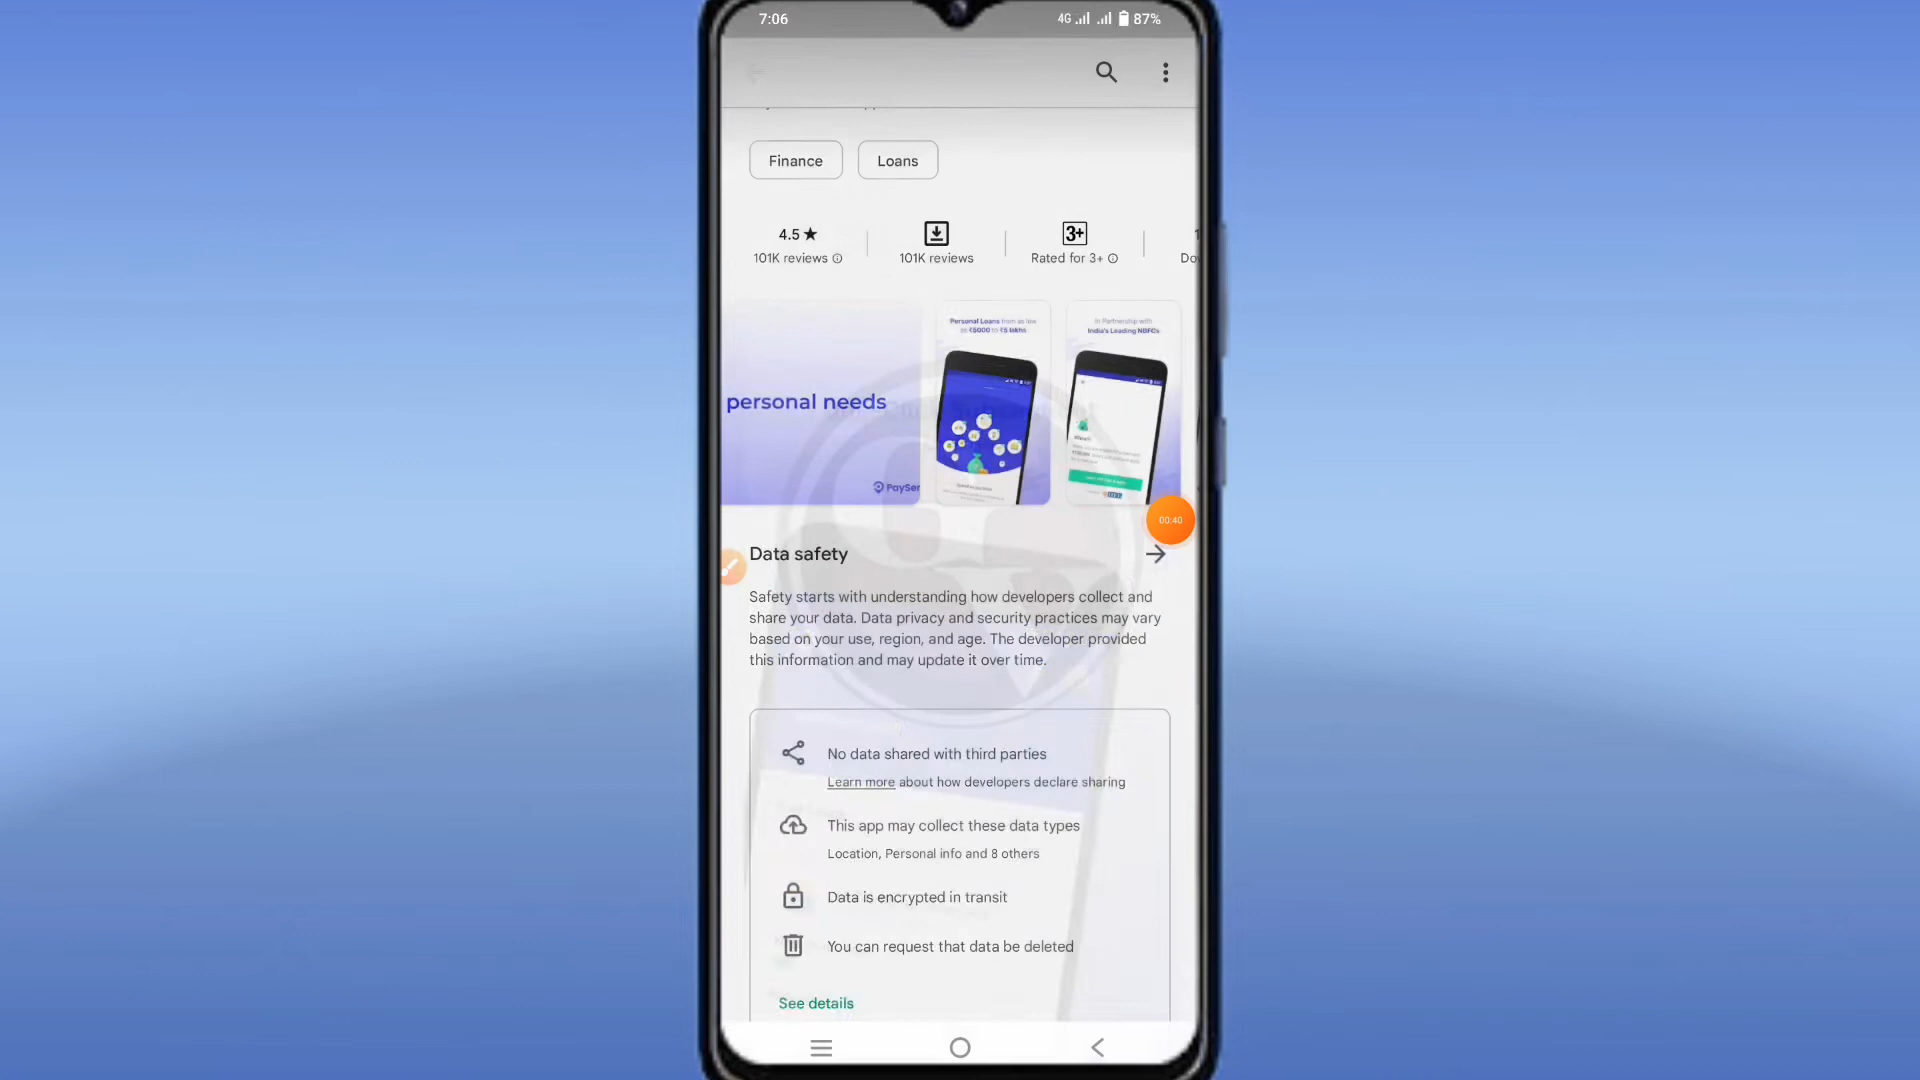 7:06
4G
87%
Finance
Loans
4.5★
101K reviews
101K reviews
3+
Rated for 3+
Personal Loans from as low
as ₹5000 to ₹5 lakhs
In Partnership with
India's Leading NBFCs
personal needs
PaySen
00:40
Data safety
Safety starts with understanding how developers collect and
share your data. Data privacy and security practices may vary
based on your use, region, and age. The developer provided
this information and may update it over time.
No data shared with third parties
Learn more about how developers declare sharing
This app may collect these data types
Location, Personal info and 8 others
Data is encrypted in transit
You can request that data be deleted
See details